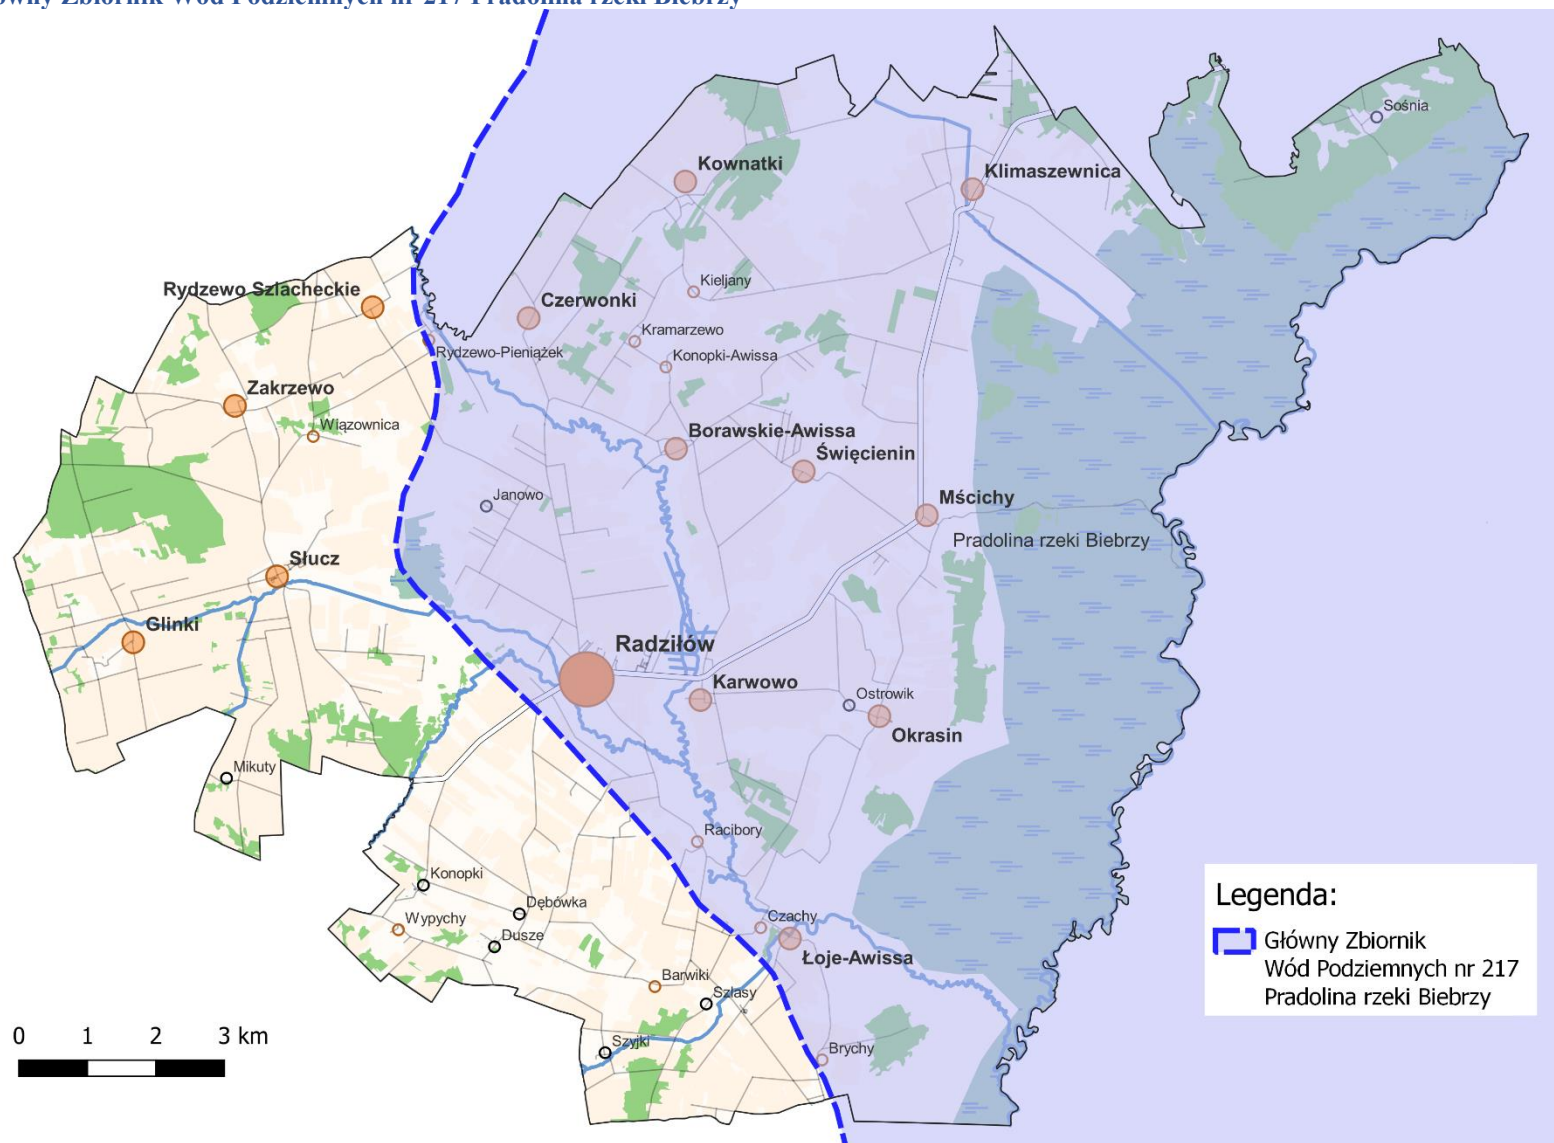 Główny Zbiornik Wód Podziemnych nr 217 Pradolina rzeki Biebrzy
Sośnia
Kownatki
Klimaszewnica
Rydzewo Szlacheckie
Kieljany
Czerwonki
Kramarzewo
Rydzewo-Pieniążek
Konopki-Awissa
Zakrzewo
Wiązownica
Borawskie-Awissa
Święcienin
Janowo
Mścichy
Pradolina rzeki Biebrzy
Słucz
Glinki
Radziłów
Karwowo
Ostrowik
Okrasin
Mikuty
Racibory
Konopki
Dębówka
Wypychy
Dusze
Czachy
Łoje-Awissa
Barwiki
Szlasy
Szyjki
Brychy
Legenda:
Główny Zbiornik
Wód Podziemnych nr 217
Pradolina rzeki Biebrzy
0 1 2 3 km